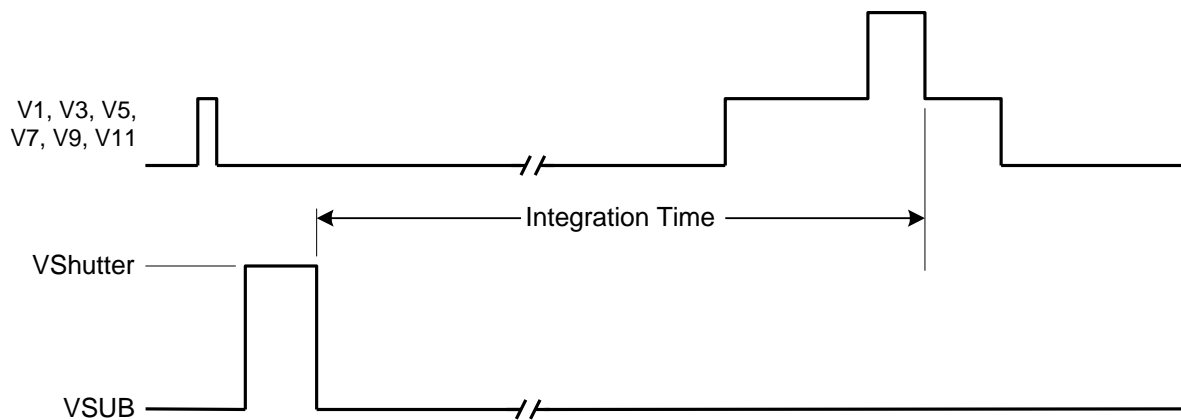 V1, V3, V5,
V7, V9, V11
Integration Time
VShutter
VSUB